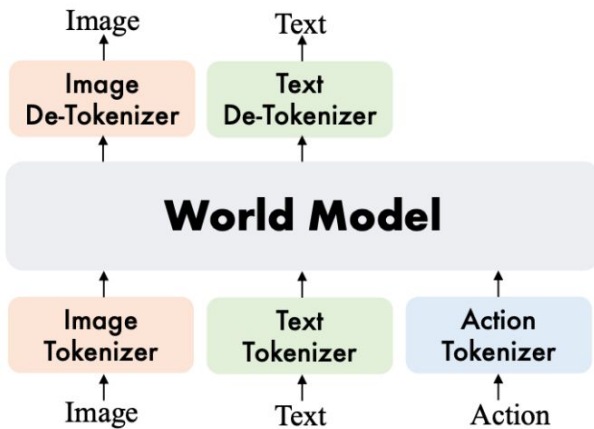 Image Text
Image Text
De-Tokenizer De-Tokenizer
World Model
Image Text Action
Tokenizer Tokenizer Tokenizer
Image Text Action